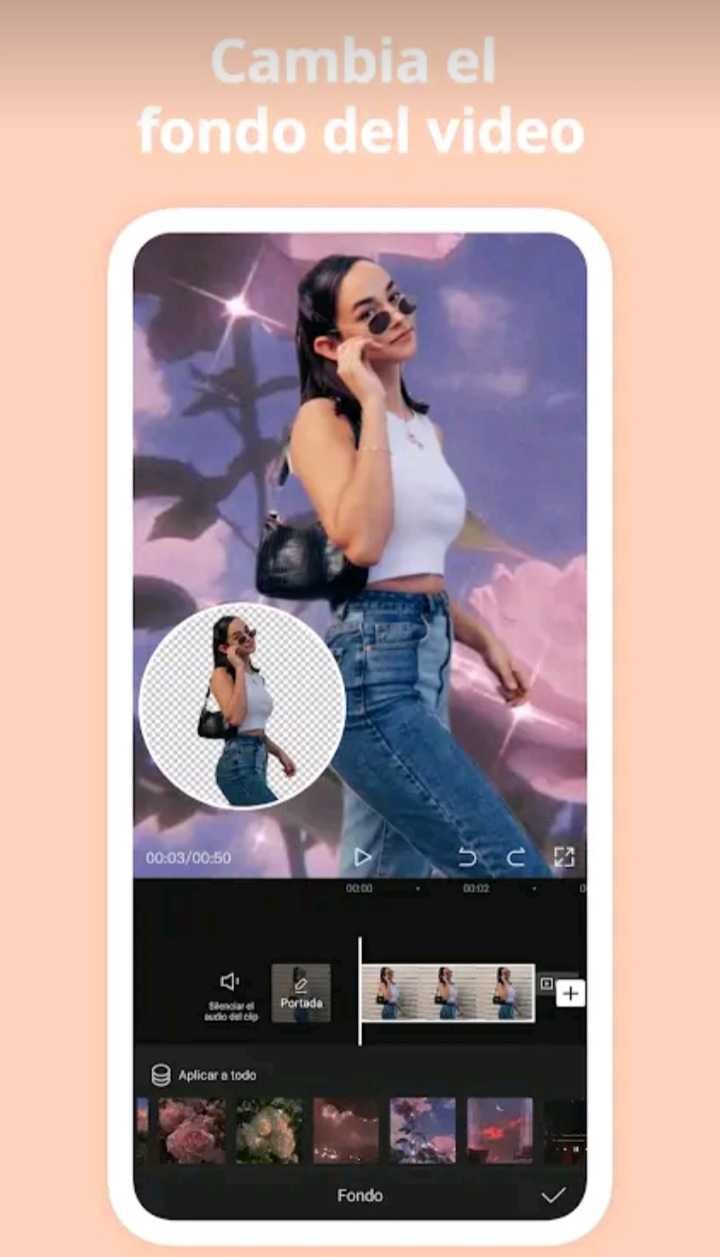 Cambia el
fondo del video
00:03/00:50
00:00
00:02
0
Silenciar el
audio del clip
Portada
Aplicar a todo
Fondo